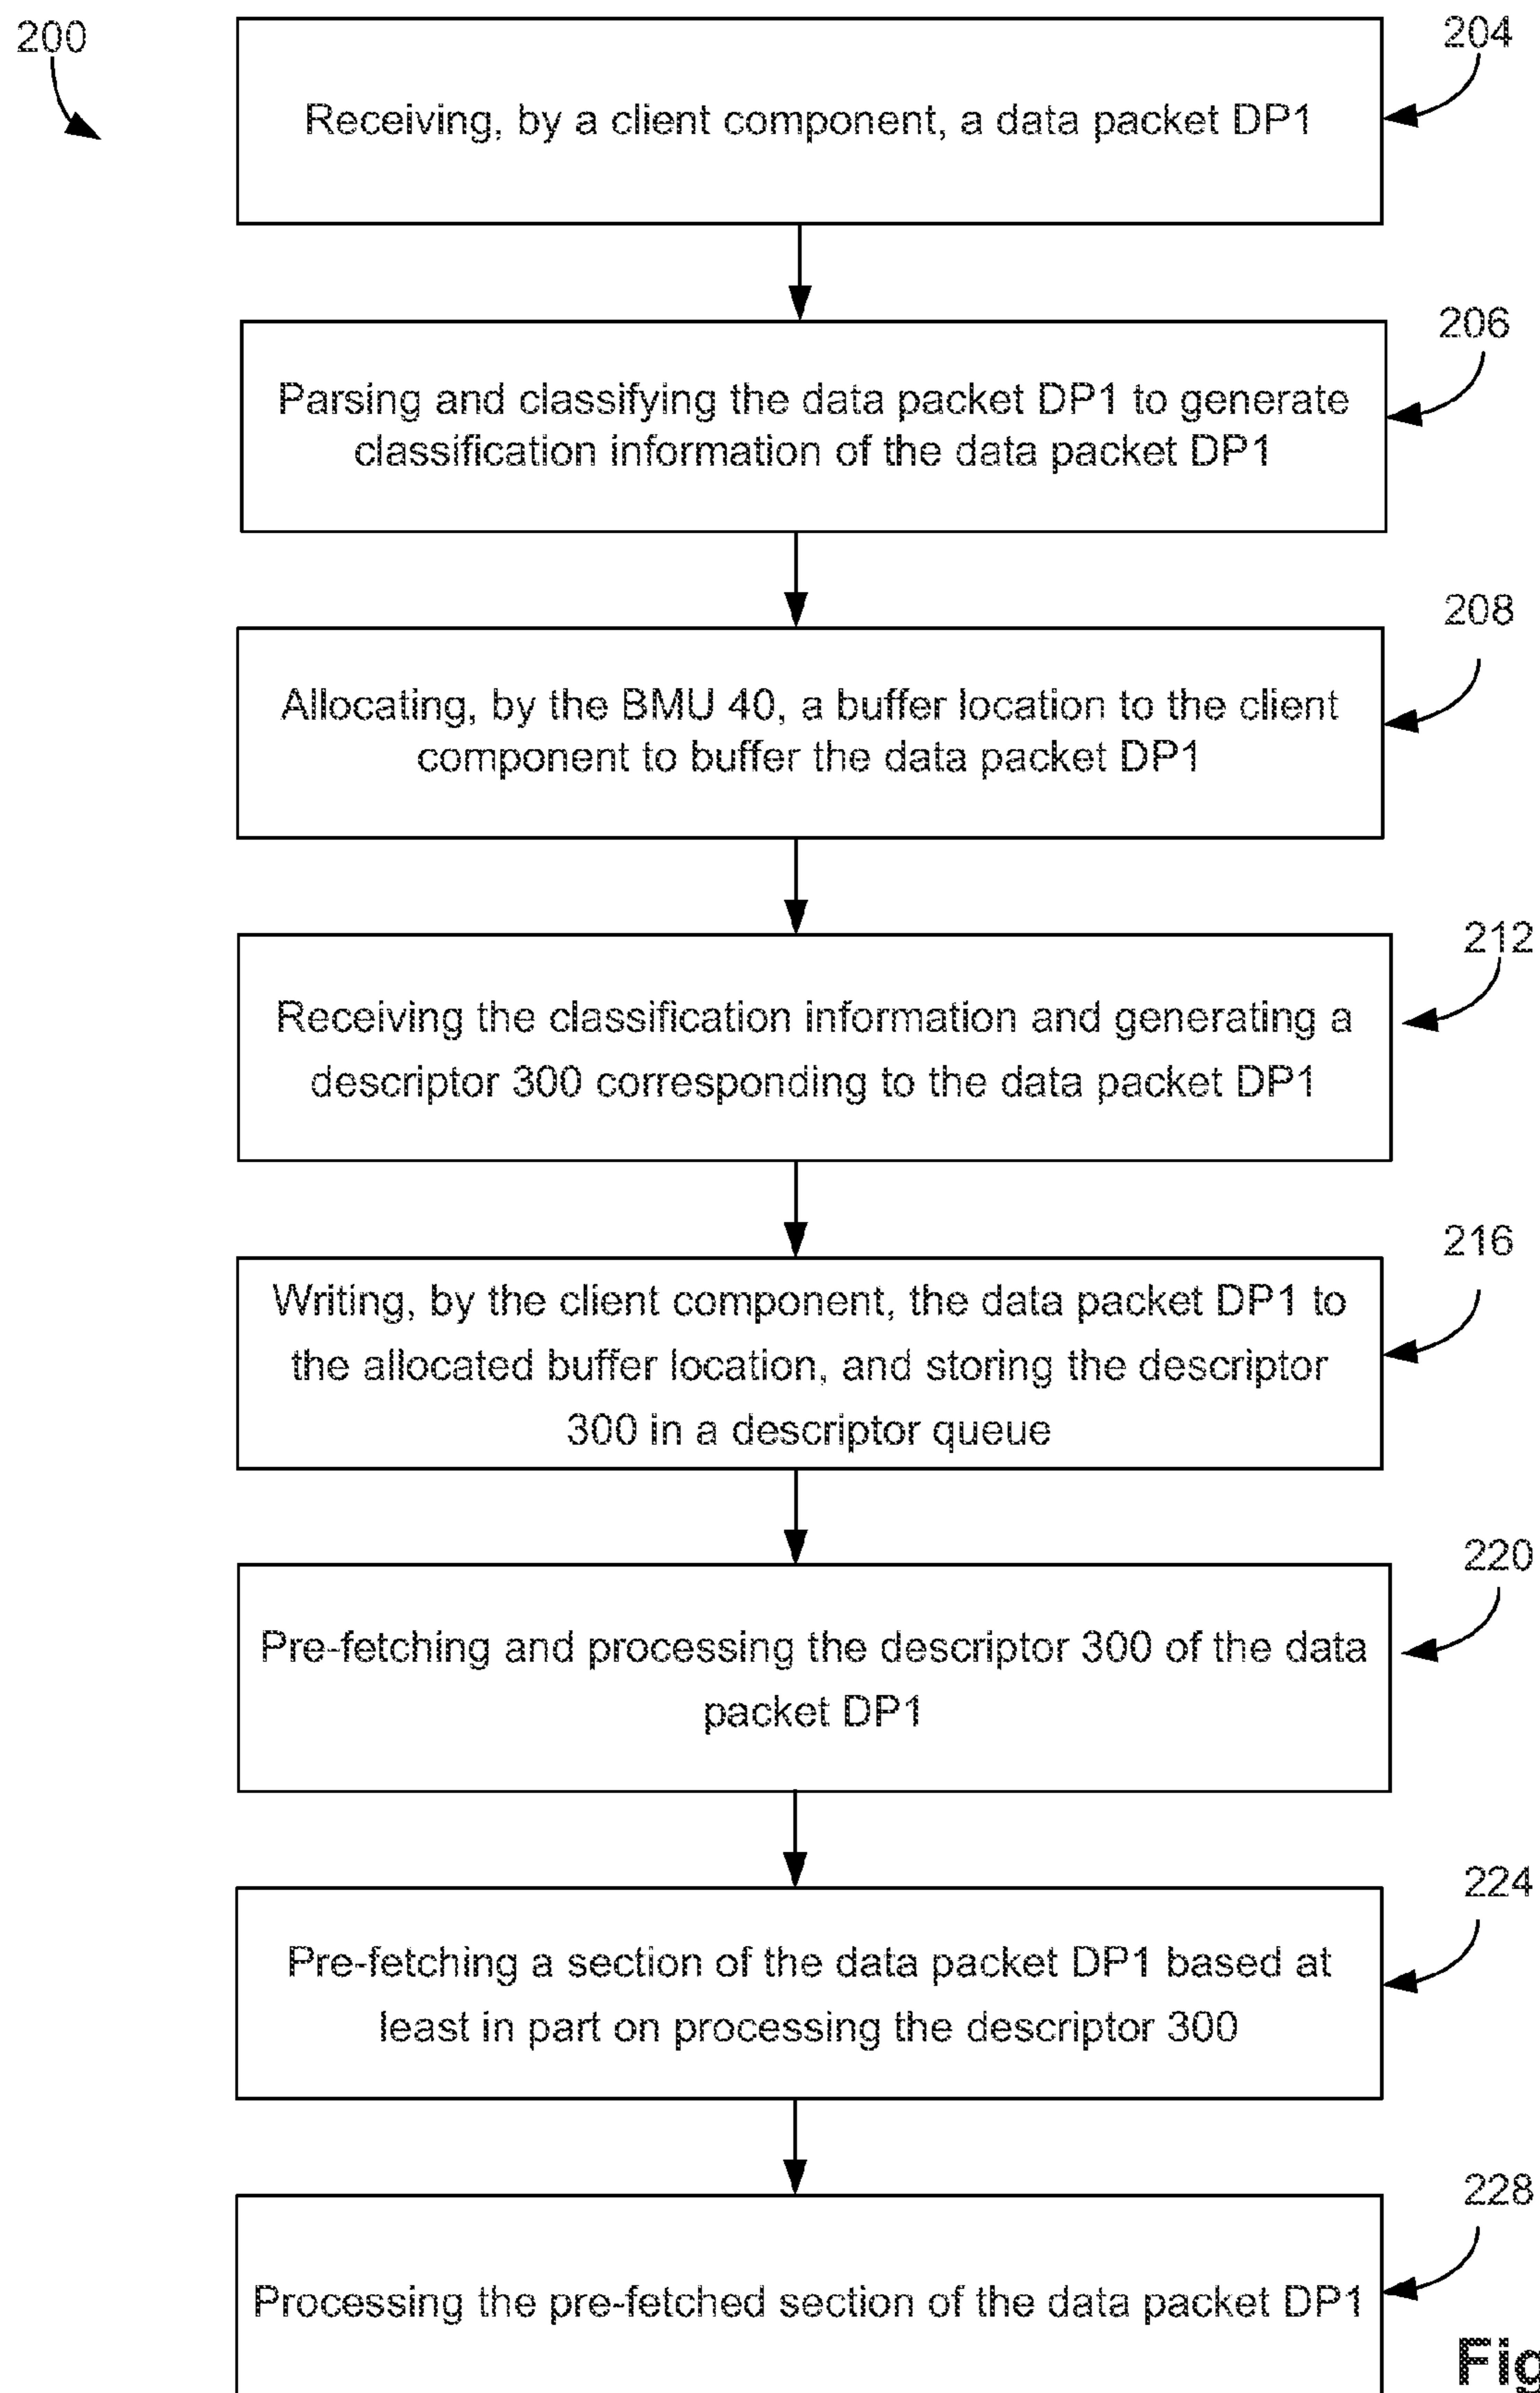 200
204
Receiving, by a client component, a data packet DP1
206
Parsing and classifying the data packet DP1 to generate
classification information of the data packet DP1
208
Allocating, by the BMU 40, a buffer location to the client
component to buffer the data packet DP1
212
Receiving the classification information and generating a
descriptor 300 corresponding to the data packet DP1
216
Writing, by the client component, the data packet DP1 to
the allocated buffer location, and storing the descriptor
300 in a descriptor queue
220
Pre-fetching and processing the descriptor 300 of the data
packet DP1
224
Pre-fetching a section of the data packet DP1 based at
least in part on processing the descriptor 300
228
Processing the pre-fetched section of the data packet DP1
Fig